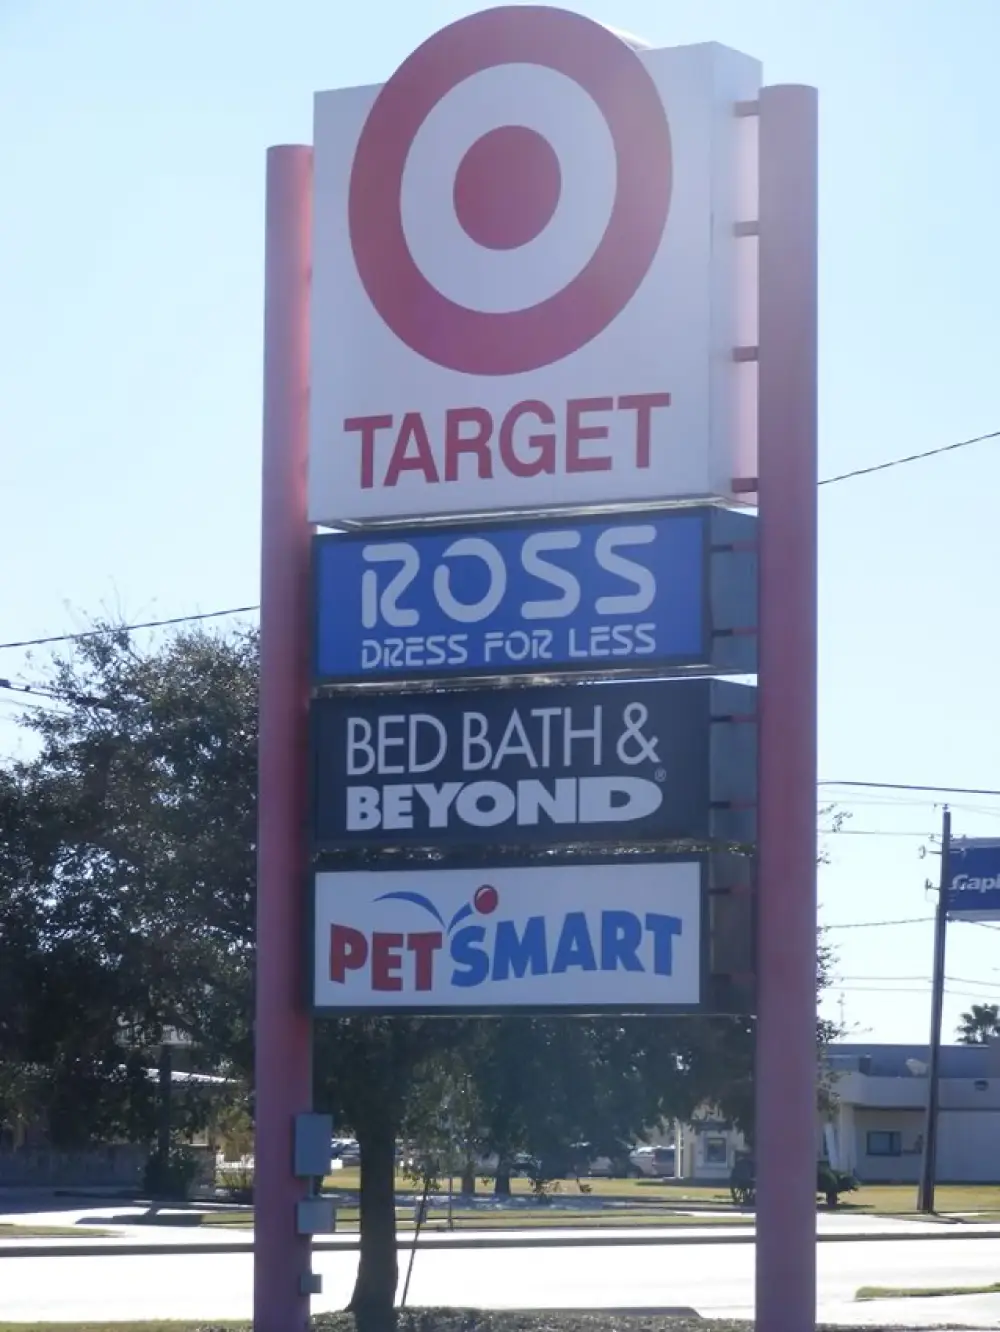 TARGET
ROSS
DRESS FOR LESS
BED BATH &
BEYOND®
PETSMART